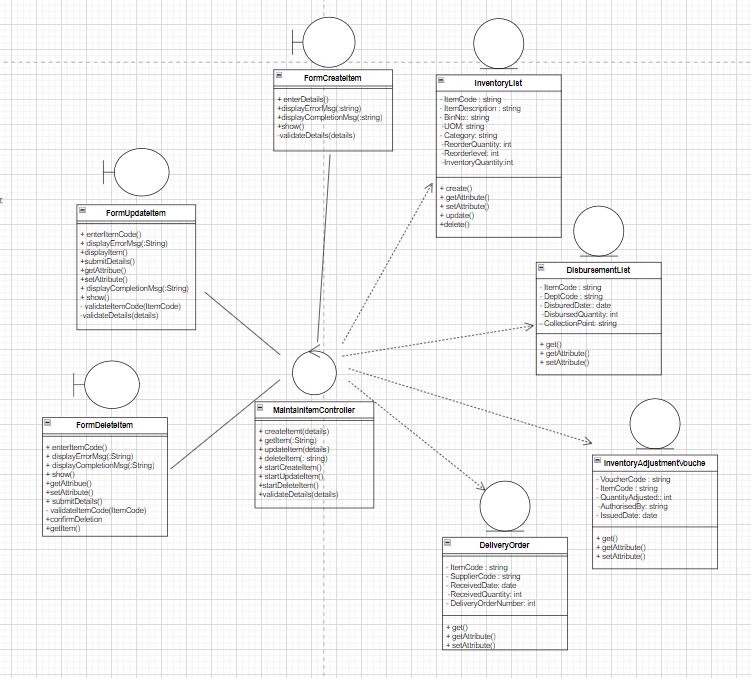 FormCreateItem
+ enterDetails()
+displayErrorMsg(:string)
+displayCompletionMsg(:string)
+show()
-validateDetails(details)
InventoryList
- ItemCode : string
- ItemDescription : string
- BinNo:: string
-UOM: string
- Category: string
-ReorderQuantity: int
-Reorderlevel: int
-InventoryQuantity:int
+ create()
+ getAttribute()
+ setAttribute()
+ update()
+delete()
FormUpdateItem
+ enterItemCode()
+ displayErrorMsg(:String)
+displayItem()
+submitDetails()
+getAttribue()
+setAttribute()
+ displayCompletionMsg(:String)
+ show()
- validateItemCode(ItemCode)
-validateDetails(details)
DisbursementList
- ItemCode : string
- DeptCode : string
- DisburedDate:: date
-DisbursedQuantity: int
- CollectionPoint: string
+ get()
+ getAttribute()
+ setAttribute()
FormDeleteItem
+ enterItemCode()
+ displayErrorMsg(:String)
+ displayCompletionMsg(:String)
+ show()
+getAttribue()
+setAttribute()
+ submitDetails()
- validateItemCode(ItemCode)
+confirmDeletion
+getItem()
MaintainItemController
+ createItemt(details)
+ getItem(:String)
+ updateItem(details)
+ deleteItem(: string)
+ startCreateItem()
+ startUpdateItem()
+startDeleteItem()
+validateDetails(details)
InventoryAdjustmentVouche
- VoucherCode : string
- ItemCode : string
- QuantityAdjusted:: int
-AuthorisedBy: string
- IssuedDate: date
+ get()
+ getAttribute()
+ setAttribute()
DeliveryOrder
- ItemCode : string
- SupplierCode : string
- ReceivedDate: date
-ReceivedQuantity: int
- DeliveryOrderNumber: int
+ get()
+ getAttribute()
+ setAttribute()